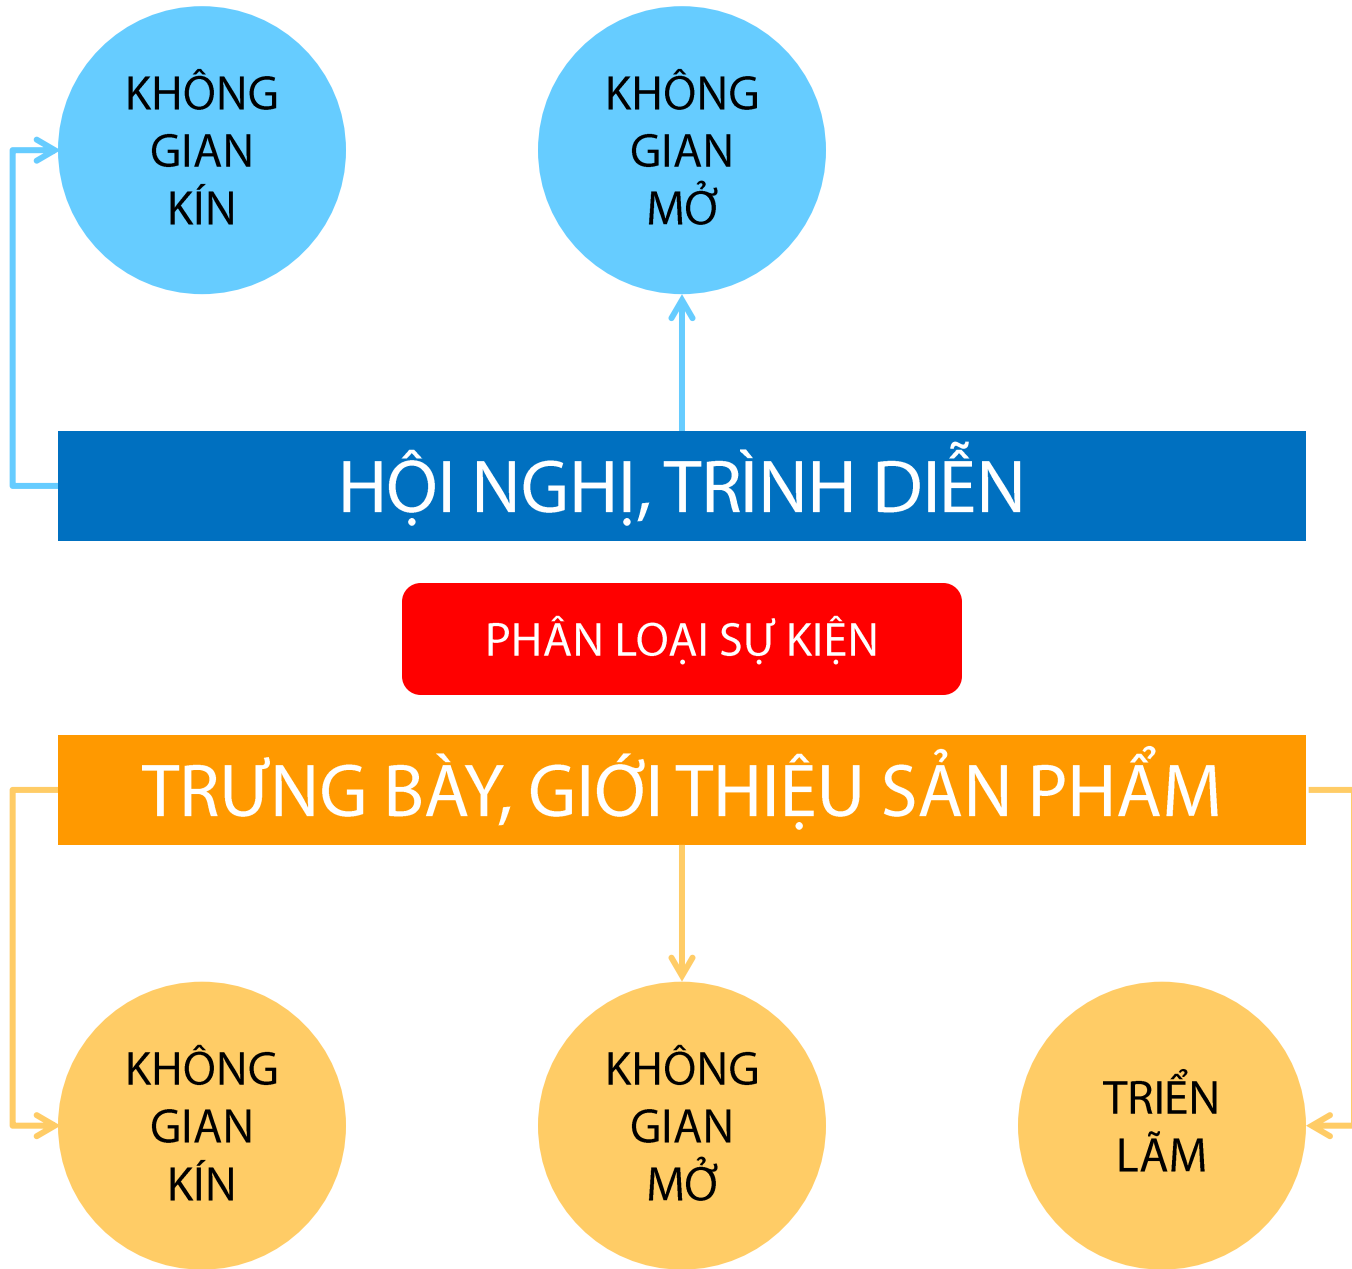 KHÔNG
GIAN
KÍN
KHÔNG
GIAN
MỞ
HỘI NGHỊ, TRÌNH DIỄN
PHÂN LOẠI SỰ KIỆN
TRƯNG BÀY, GIỚI THIỆU SẢN PHẨM
KHÔNG
GIAN
KÍN
KHÔNG
GIAN
MỞ
TRIỂN
LÃM